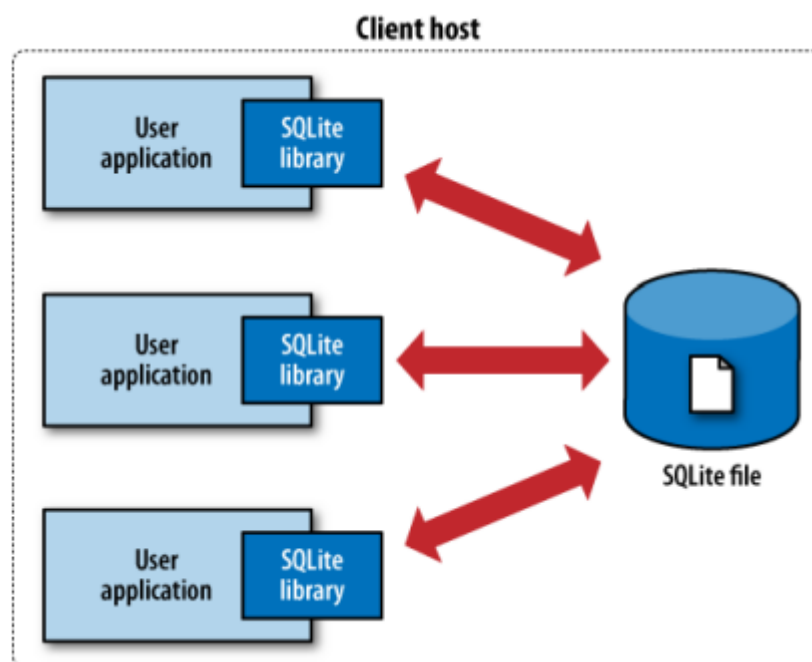 Client host
User
application
SQLite
library
User
application
SQLite
library
SQLite file
User
application
SQLite
library